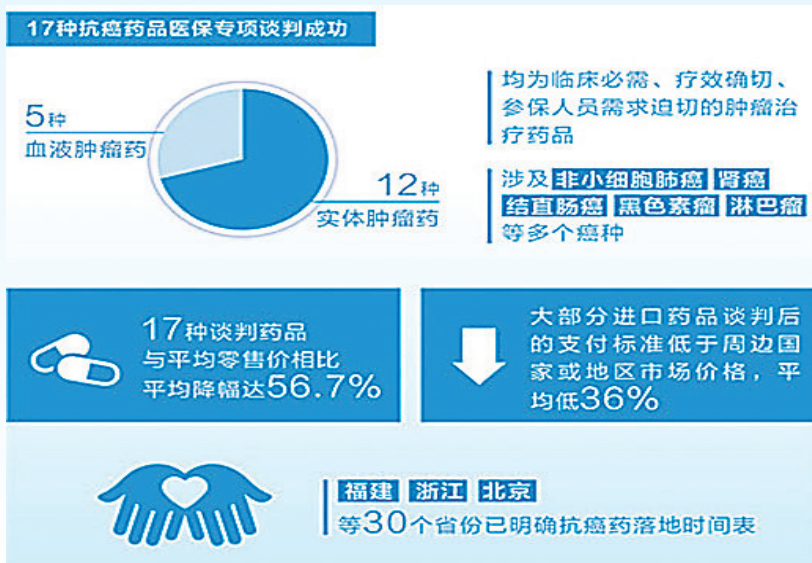 17种抗癌药品医保专项谈判成功
5种
血液肿瘤药
12种
实体肿瘤药
均为临床必需、疗效确切、
参保人员需求迫切的肿瘤治
疗药品
涉及 非小细胞肺癌 肾癌
结直肠癌 黑色素瘤 淋巴瘤
等多个癌种
17种谈判药品
与平均零售价相比
平均降幅达56.7%
大部分进口药品谈判后
的支付标准低于周边国
家或地区市场价格，平
均低36%
福建 浙江 北京
等30个省份已明确抗癌药落地时间表